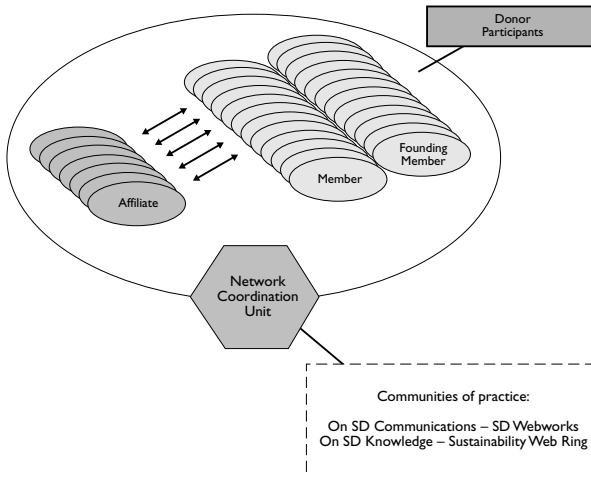 Donor
Participants
Founding
Member
Member
Affiliate
Network
Coordination
Unit
Communities of practice:
On SD Communications – SD Webworks
On SD Knowledge – Sustainability Web Ring